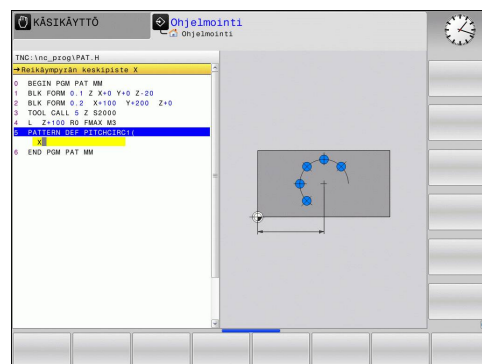 KÄSIKÄYTTÖ
Ohjelmointi
Ohjelmointi
TNC:\nc_prog\PAT.H
→Reikäympyrän keskipiste X
0 BEGIN PGM PAT MM
1 BLK FORM 0.1 Z X+0 Y+0 Z-20
2 BLK FORM 0.2 X+100 Y+200 Z+0
3 TOOL CALL 5 Z S2000
4 L Z+100 R0 FMAX M3
5 PATTERN DEF PITCHCIRC1(
X
6 END PGM PAT MM